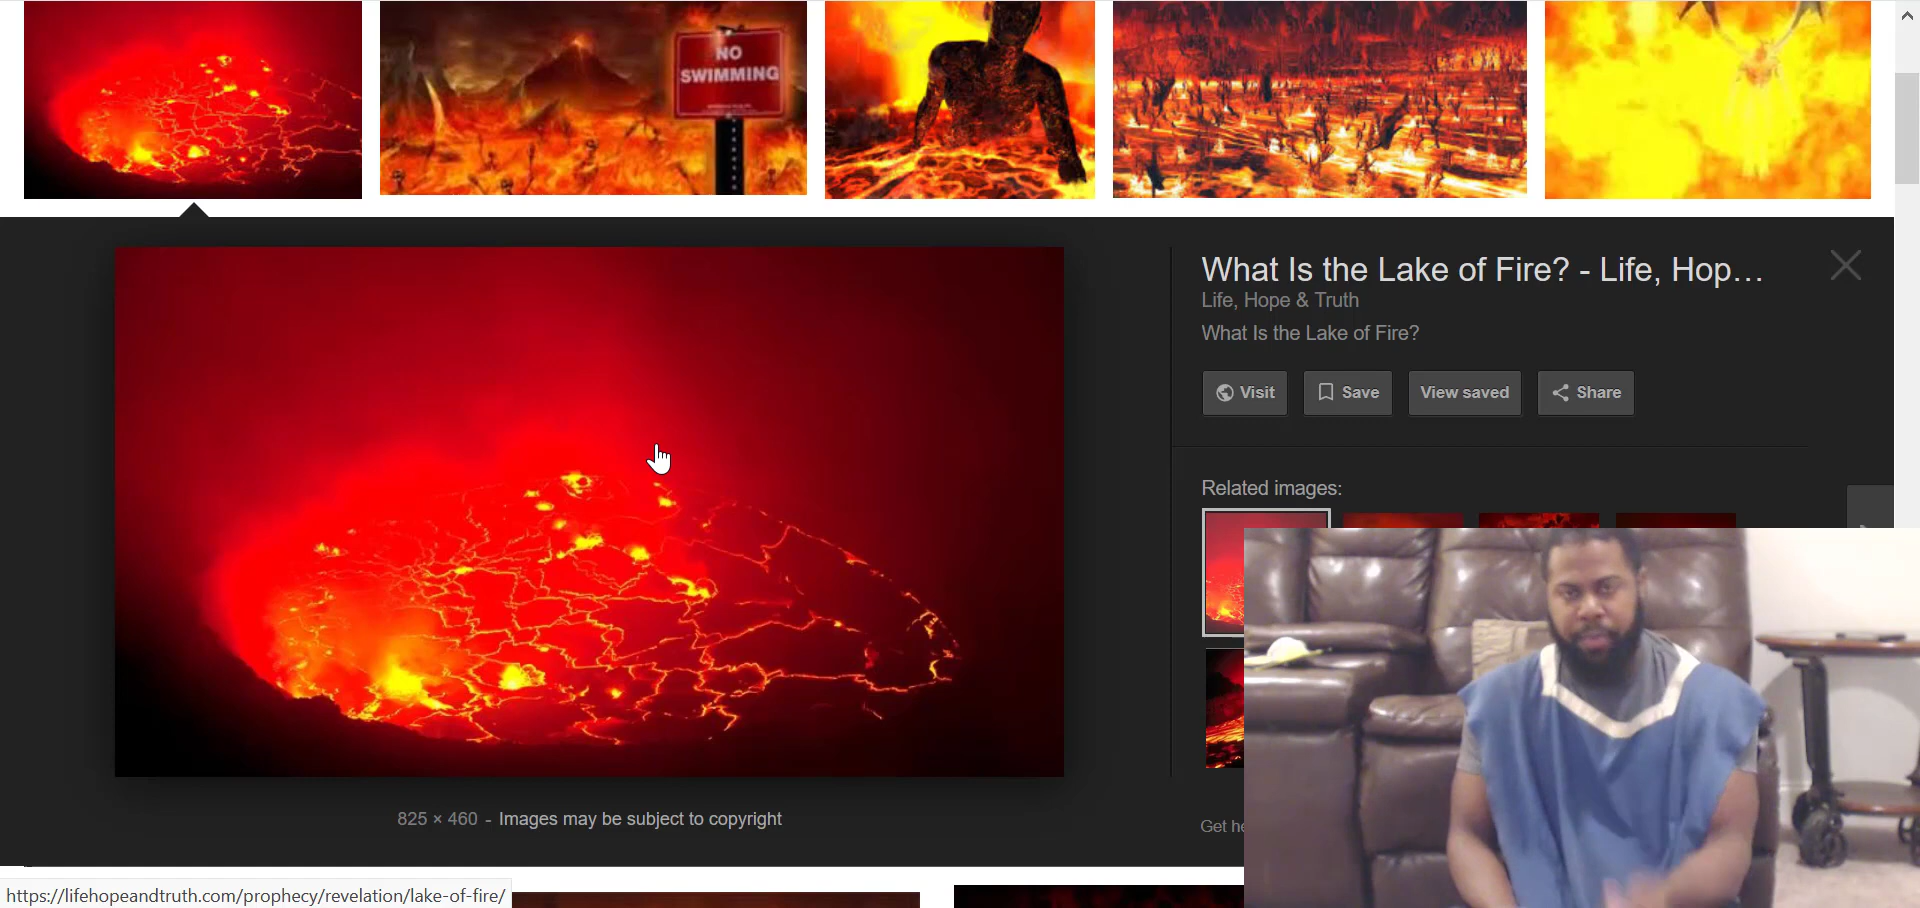 NO
SWIMMING
What Is the Lake of Fire? - Life, Hop...
Life, Hope & Truth
What Is the Lake of Fire?
Visit
Save
View saved
Share
Related images:
825 × 460 - Images may be subject to copyright
Get
https://lifehopeandtruth.com/prophecy/revelation/lake-of-fire/